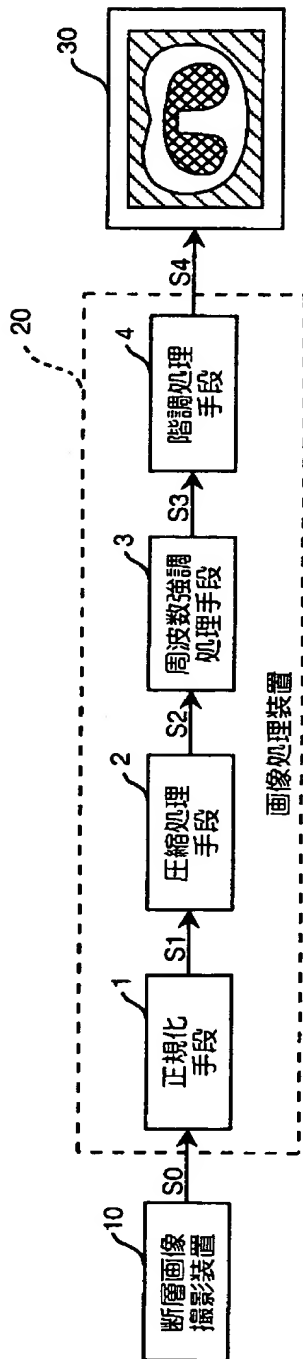 10
断層画像
撮影装置
S0
1
正規化
手段
S1
2
圧縮処理
手段
S2
3
周波数強調
処理手段
S3
4
階調処理
手段
S4
20
画像処理装置
30